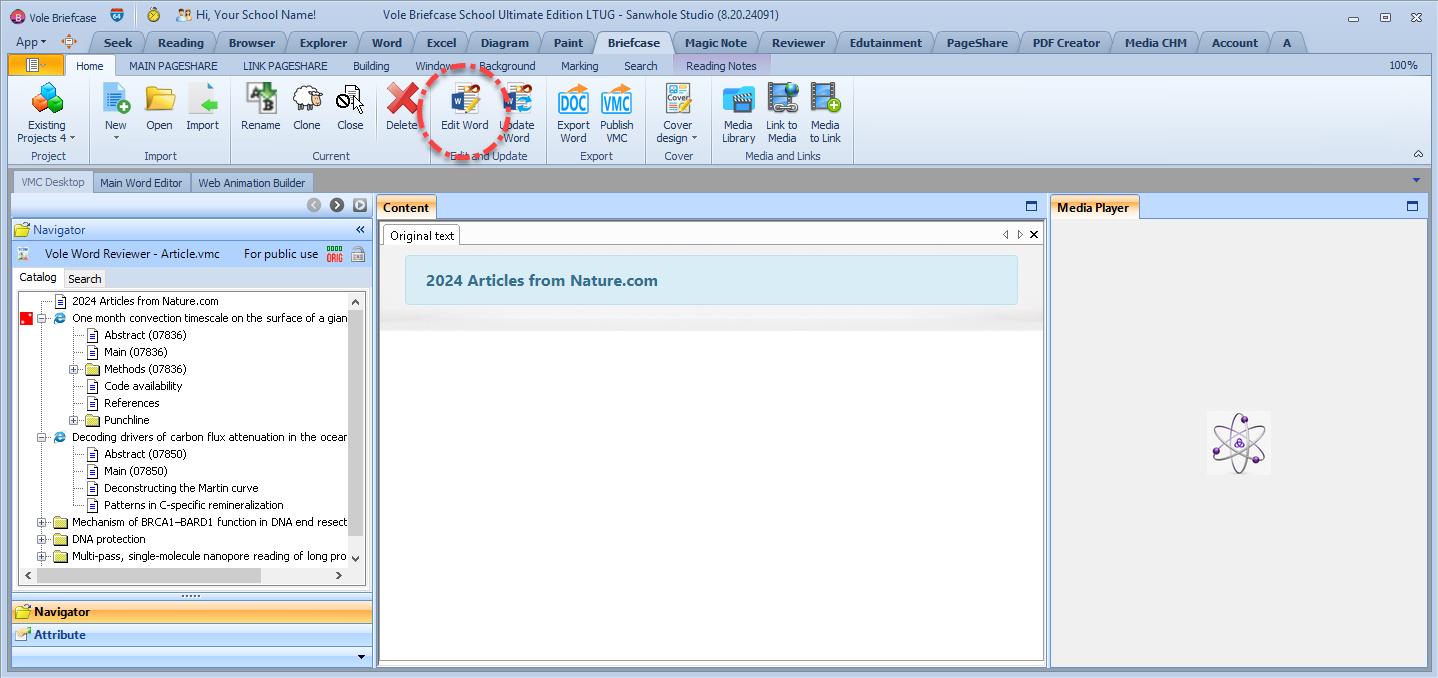 Vole Briefcase
64
Hi, Your School Name!
Vole Briefcase School Ultimate Edition LTUG - Sanwhole Studio (8.20.24091)
App
Seek
Reading
Browser
Explorer
Word
Excel
Diagram
Paint
Briefcase
Magic Note
Reviewer
Edutainment
PageShare
PDF Creator
Media CHM
Account
A
Home
MAIN PAGESHARE
LINK PAGESHARE
Building
Window
Background
Marking
Search
Reading Notes
100%
Existing
Projects 4
New
Open
Import
Rename
Clone
Close
Delete
Edit Word
Update
Word
DOC
Export
Word
VMC
Publish
VMC
Cover
Cover
design
Media
Library
Link to
Media
Media
to Link
Project
Import
Current
Edit and Update
Export
Cover
Media and Links
VMC Desktop
Main Word Editor
Web Animation Builder
Navigator
Vole Word Reviewer - Article.vmc
For public use
ORIG
Catalog
Search
2024 Articles from Nature.com
One month convection timescale on the surface of a gian
Abstract (07836)
Main (07836)
Methods (07836)
Code availability
References
Punchline
Decoding drivers of carbon flux attenuation in the ocear
Abstract (07850)
Main (07850)
Deconstructing the Martin curve
Patterns in C-specific remineralization
Mechanism of BRCA1–BARD1 function in DNA end resect
DNA protection
Multi-pass, single-molecule nanopore reading of long pro
Navigator
Attribute
Content
Original text
2024 Articles from Nature.com
Media Player